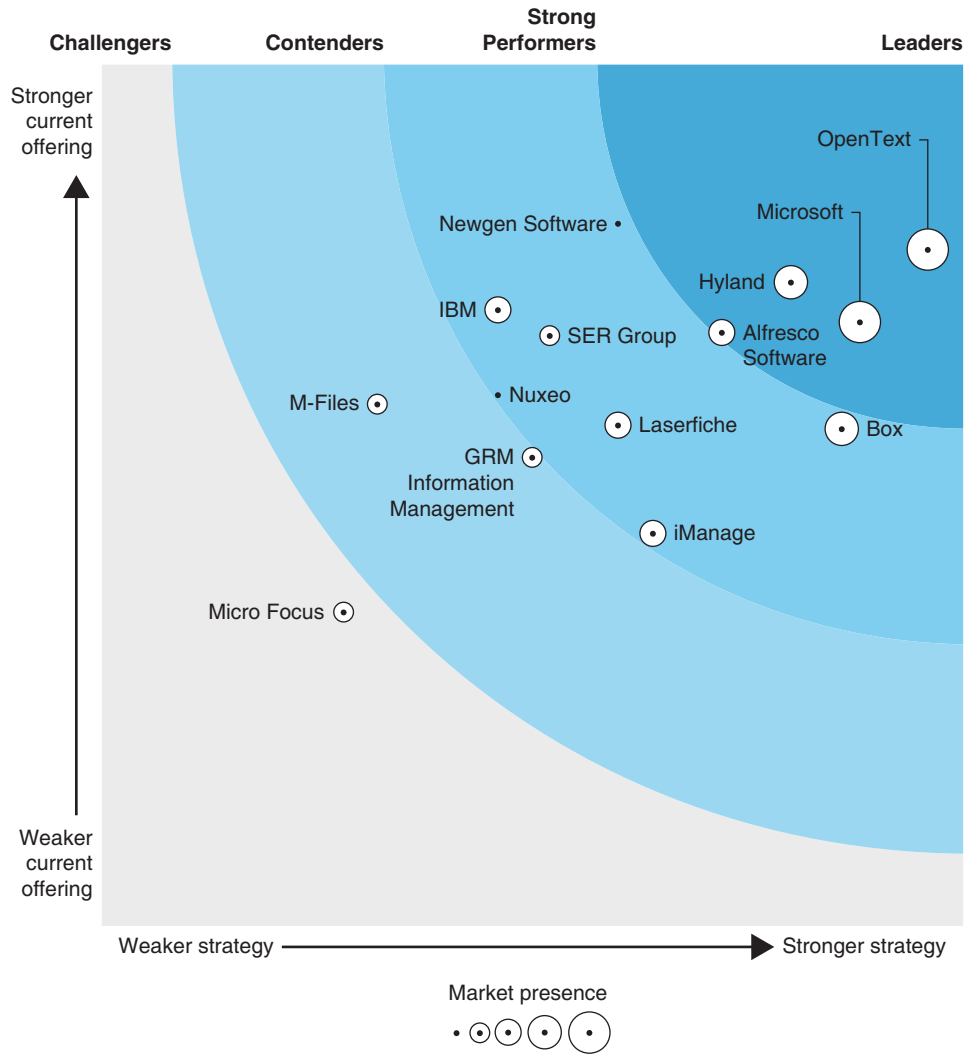 Challengers
Contenders
Strong
Performers
Leaders
Stronger
current
offering
OpenText
Microsoft
Newgen Software
Hyland
IBM
SER Group
Alfresco
Software
M-Files
Nuxeo
Laserfiche
Box
GRM
Information
Management
iManage
Micro Focus
Weaker
current
offering
Weaker strategy
Stronger strategy
Market presence